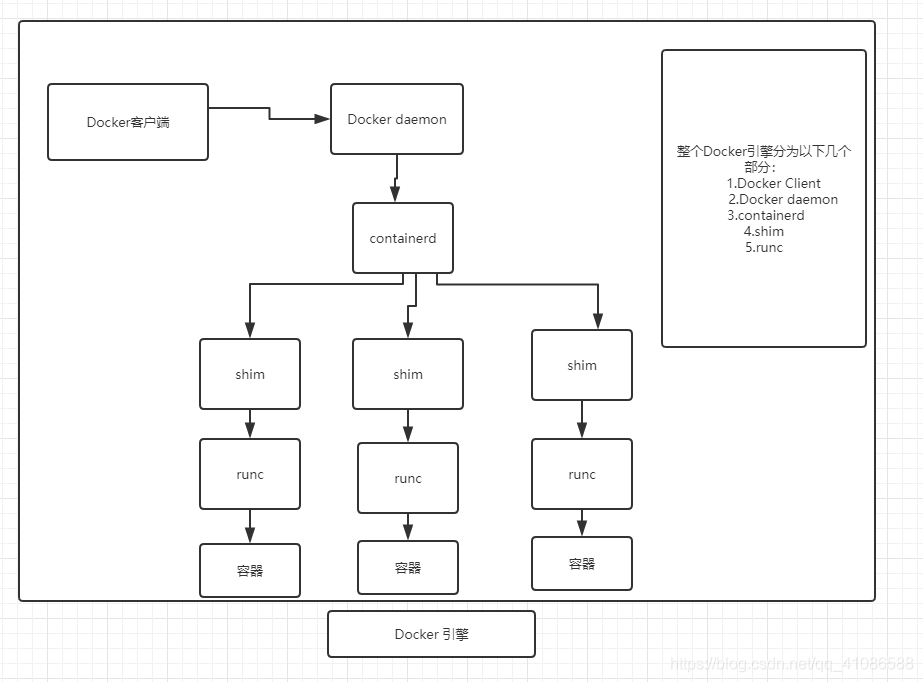 Docker客户端
Docker daemon
整个Docker引擎分为以下几个
部分：
1.Docker Client
2.Docker daemon
3.containerd
4.shim
5.runc
containerd
shim
shim
shim
runc
runc
runc
容器
容器
容器
Docker 引擎
https://blog.csdn.net/qq_41086588